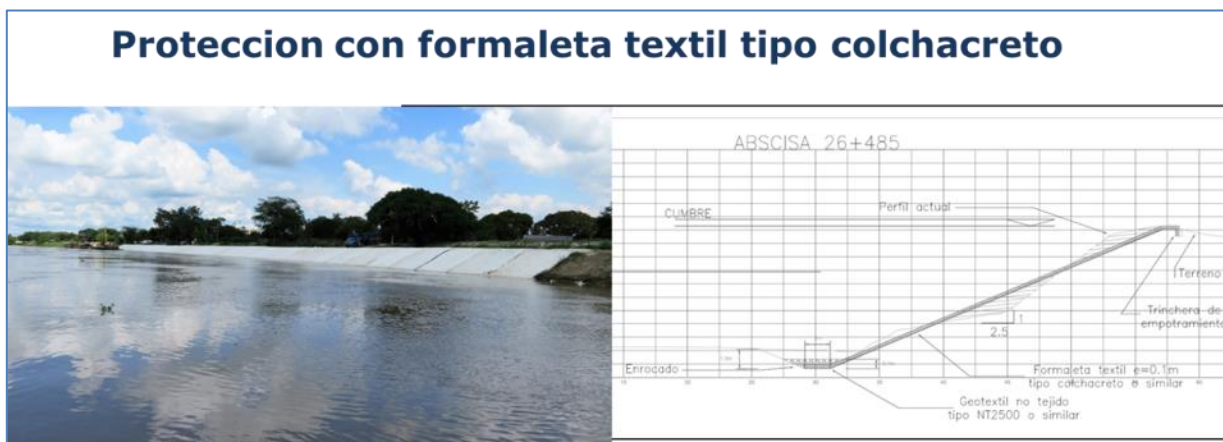 Proteccion con formaleta textil tipo colchacreto
ABSCISA 26+485
Perfil actual
CUMBRE
Terreno
Trinchera de
empotramiento
1
2.5
Enrocado
Formaleta textil e=0.1m
tipo colchacreto o similar
Geotextil no tejido
tipo NT2500 o similar